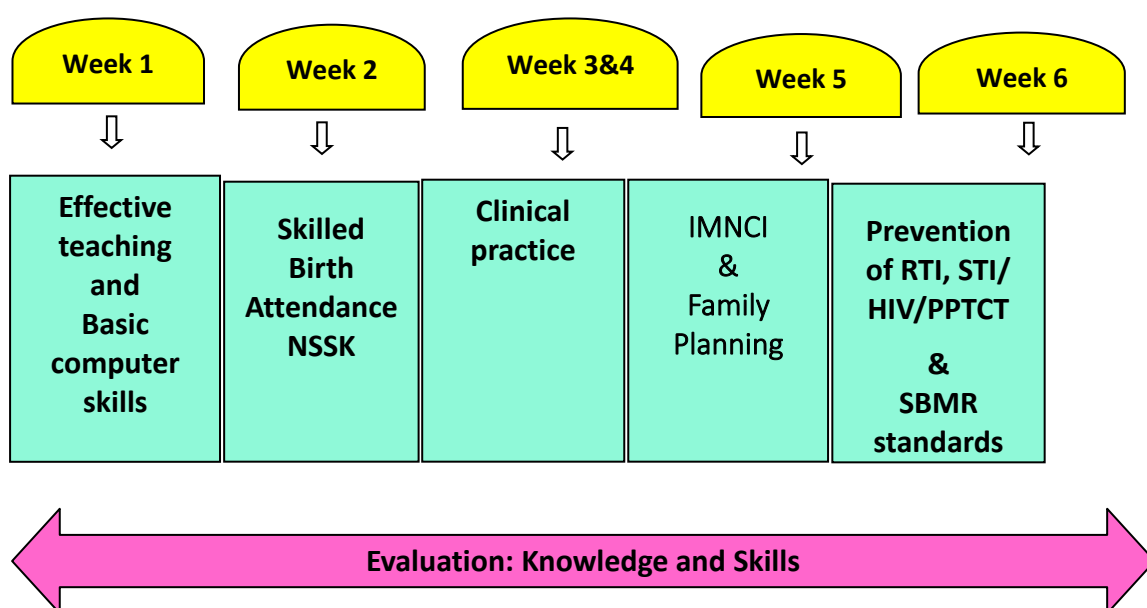 Week 1
Week 2
Week 3&4
Week 5
Week 6
Effective
teaching
and
Basic
computer
skills
Skilled
Birth
Attendance
NSSK
Clinical
practice
IMNCI
&
Family
Planning
Prevention
of RTI, STI/
HIV/PPTCT
&
SBMR
standards
Evaluation: Knowledge and Skills